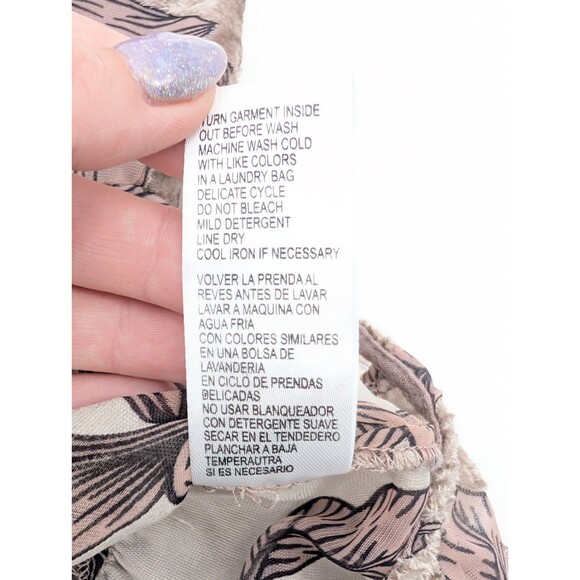 TURN GARMENT INSIDE
OUT BEFORE WASH
MACHINE WASH COLD
WITH LIKE COLORS
IN A LAUNDRY BAG
DELICATE CYCLE
DO NOT BLEACH
MILD DETERGENT
LINE DRY
COOL IRON IF NECESSARY
VOLVER LA PRENDA AL
REVES ANTES DE LAVAR
LAVAR A MAQUINA CON
AGUA FRIA
CON COLORES SIMILARES
EN UNA BOLSA DE
LAVANDERIA
EN CICLO DE PRENDAS
DELICADAS
NO USAR BLANQUEADOR
CON DETERGENTE SUAVE
SECAR EN EL TENDEDERO
PLANCHAR A BAJA
TEMPERAUTRA
SI ES NECESARIO